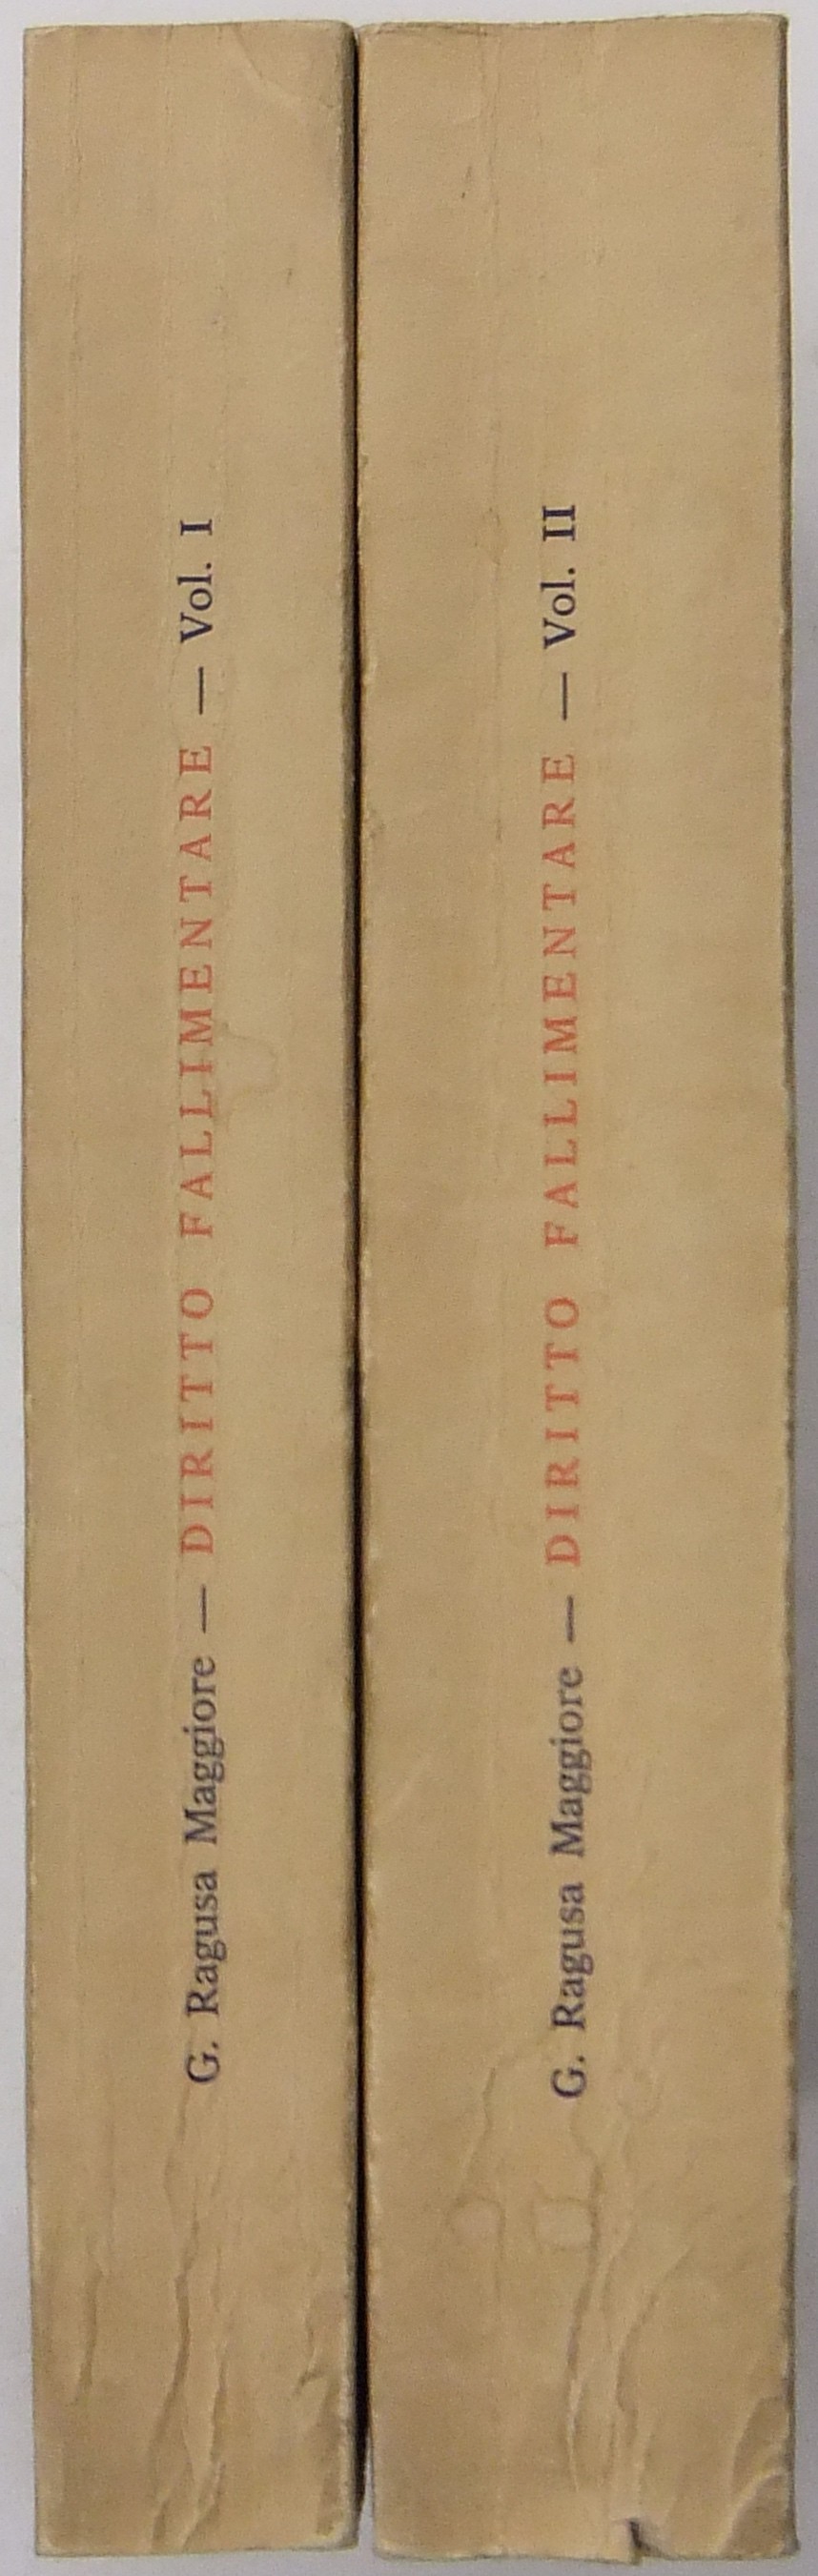 G. Ragusa Maggiore — DIRITTO FALLIMENTARE — Vol. I
G. Ragusa Maggiore — DIRITTO FALLIMENTARE — Vol. II